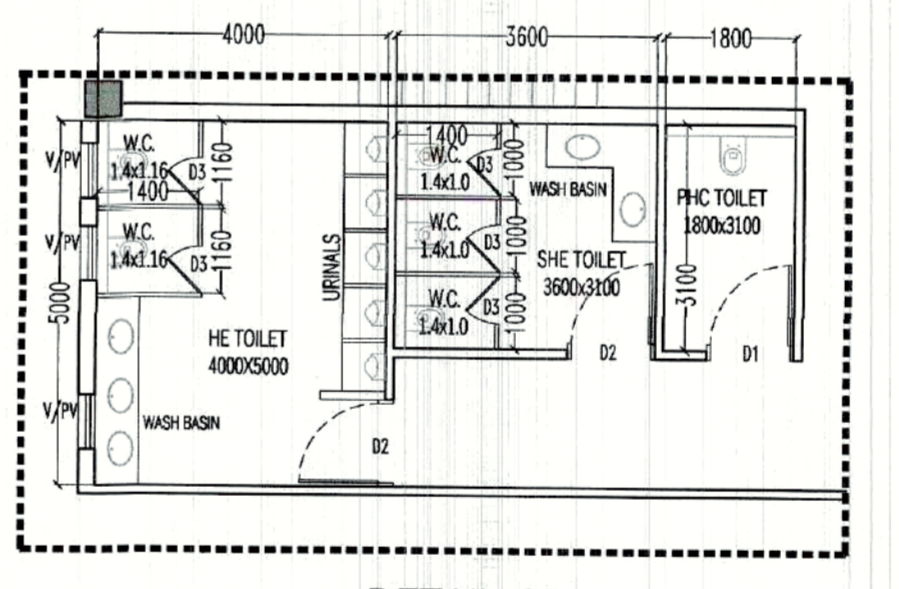 4000
3600
1800
V/PV
W.C.
1.4x1.16
1400
D3
1160
V/PV
W.C.
1.4x1.16
D3
1160
5000
V/PV
WASH BASIN
HE TOILET
4000X5000
URINALS
D2
1400
W.C.
1.4x1.0
D3
1000
W.C.
1.4x1.0
D3
1000
W.C.
1.4x1.0
D3
1000
WASH BASIN
SHE TOILET
3600x3100
D2
PHC TOILET
1800x3100
3100
D1